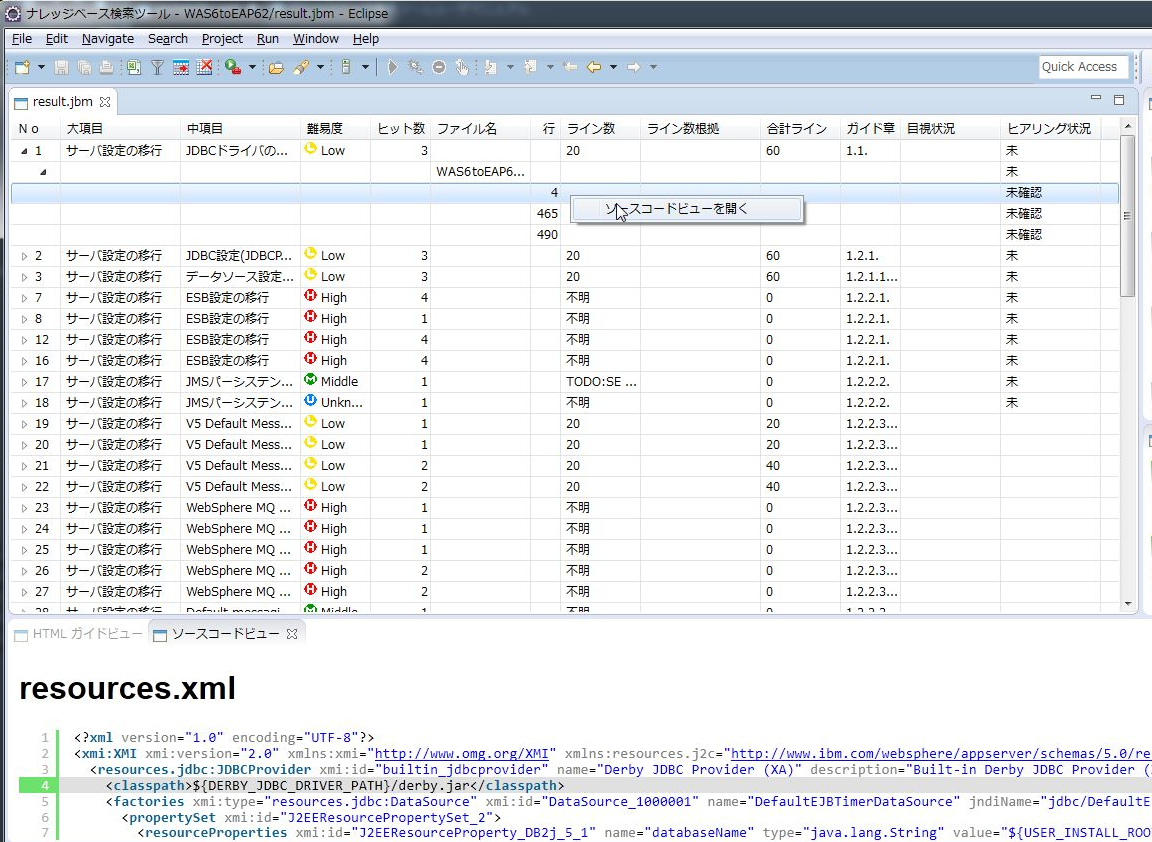 ナレッジベース検索ツール - WAS6toEAP62/result.jbm - Eclipse
File Edit Navigate Search Project Run Window Help
Quick Access
result.jbm
No 大項目 中項目 難易度 ヒット数 ファイル名 行 ライン数 ライン数根拠 合計ライン ガイド章 目視状況 ヒアリング状況
1 サーバ設定の移行 JDBCドライバの... Low 3 20 60 1.1. 未
WAS6toEAP6... 未
4 未確認
ソースコードビューを開く
465 未確認
490 未確認
2 サーバ設定の移行 JDBC設定(JDBCP... Low 3 20 60 1.2.1. 未
3 サーバ設定の移行 データソース設定... Low 3 20 60 1.2.1.1... 未
7 サーバ設定の移行 ESB設定の移行 High 4 不明 0 1.2.2.1. 未
8 サーバ設定の移行 ESB設定の移行 High 1 不明 0 1.2.2.1. 未
12 サーバ設定の移行 ESB設定の移行 High 4 不明 0 1.2.2.1. 未
16 サーバ設定の移行 ESB設定の移行 High 4 不明 0 1.2.2.1. 未
17 サーバ設定の移行 JMSパーシステン... Middle 1 TODO:SE ... 0 1.2.2.2. 未
18 サーバ設定の移行 JMSパーシステン... Unkn... 1 不明 0 1.2.2.2. 未
19 サーバ設定の移行 V5 Default Mess... Low 1 20 20 1.2.2.3...
20 サーバ設定の移行 V5 Default Mess... Low 1 20 20 1.2.2.3...
21 サーバ設定の移行 V5 Default Mess... Low 2 20 40 1.2.2.3...
22 サーバ設定の移行 V5 Default Mess... Low 2 20 40 1.2.2.3...
23 サーバ設定の移行 WebSphere MQ ... High 1 不明 0 1.2.2.3...
24 サーバ設定の移行 WebSphere MQ ... High 1 不明 0 1.2.2.3...
25 サーバ設定の移行 WebSphere MQ ... High 1 不明 0 1.2.2.3...
26 サーバ設定の移行 WebSphere MQ ... High 2 不明 0 1.2.2.3...
27 サーバ設定の移行 WebSphere MQ ... High 2 不明 0 1.2.2.3...
28 サーバ設定の移行 Default messagi... Middle 1 不明 0 1.2.2.3...
HTML ガイドビュー ソースコードビュー
resources.xml
1 <?xml version="1.0" encoding="UTF-8"?>
2 <xmi:XMI xmi:version="2.0" xmlns:xmi="http://www.omg.org/XMI" xmlns:resources.j2c="http://www.ibm.com/websphere/appserver/schemas/5.0/re
3 <resources.jdbc:JDBCProvider xmi:id="builtin_jdbcprovider" name="Derby JDBC Provider (XA)" description="Built-in Derby JDBC Provider (
4 <classpath>${DERBY_JDBC_DRIVER_PATH}/derby.jar</classpath>
5 <factories xmi:type="resources.jdbc:DataSource" xmi:id="DataSource_1000001" name="DefaultEJBTimerDataSource" jndiName="jdbc/DefaultE
6 <propertySet xmi:id="J2EEResourcePropertySet_2">
7 <resourceProperties xmi:id="J2EEResourceProperty_DB2j_5_1" name="databaseName" type="java.lang.String" value="${USER_INSTALL_ROO